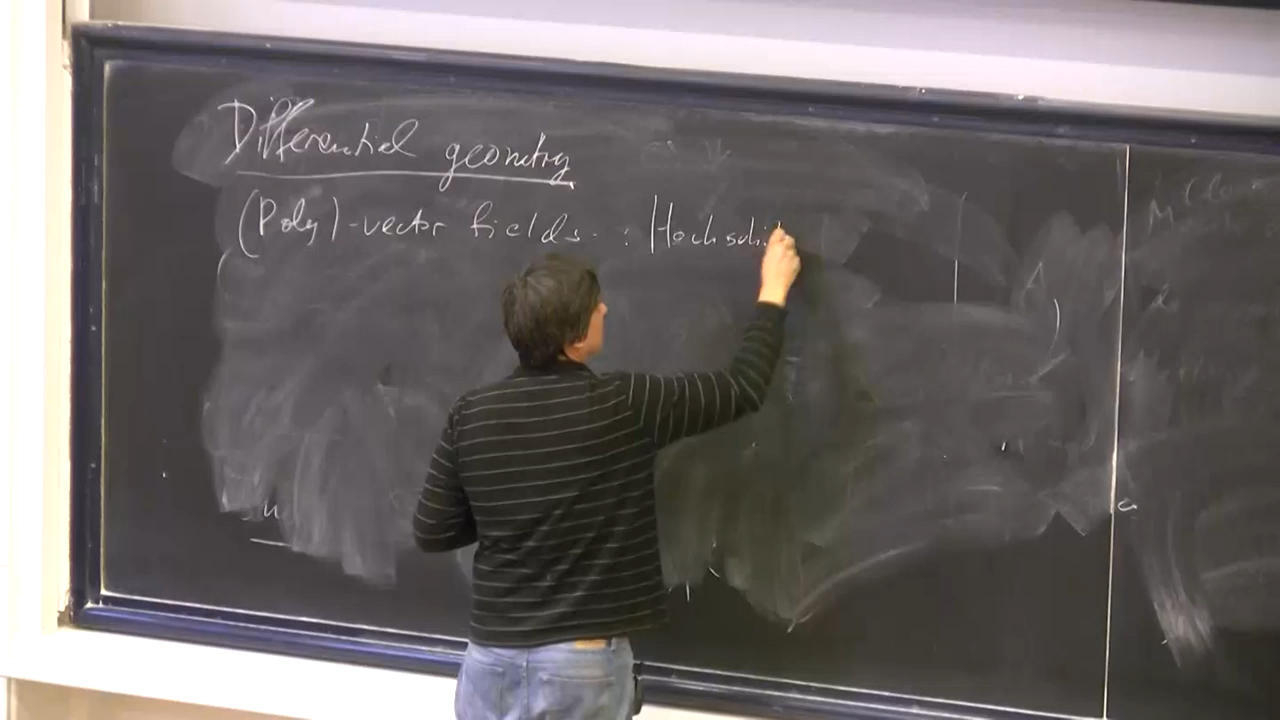 Differential geometry
(Poly)-vector fields : Hochschi